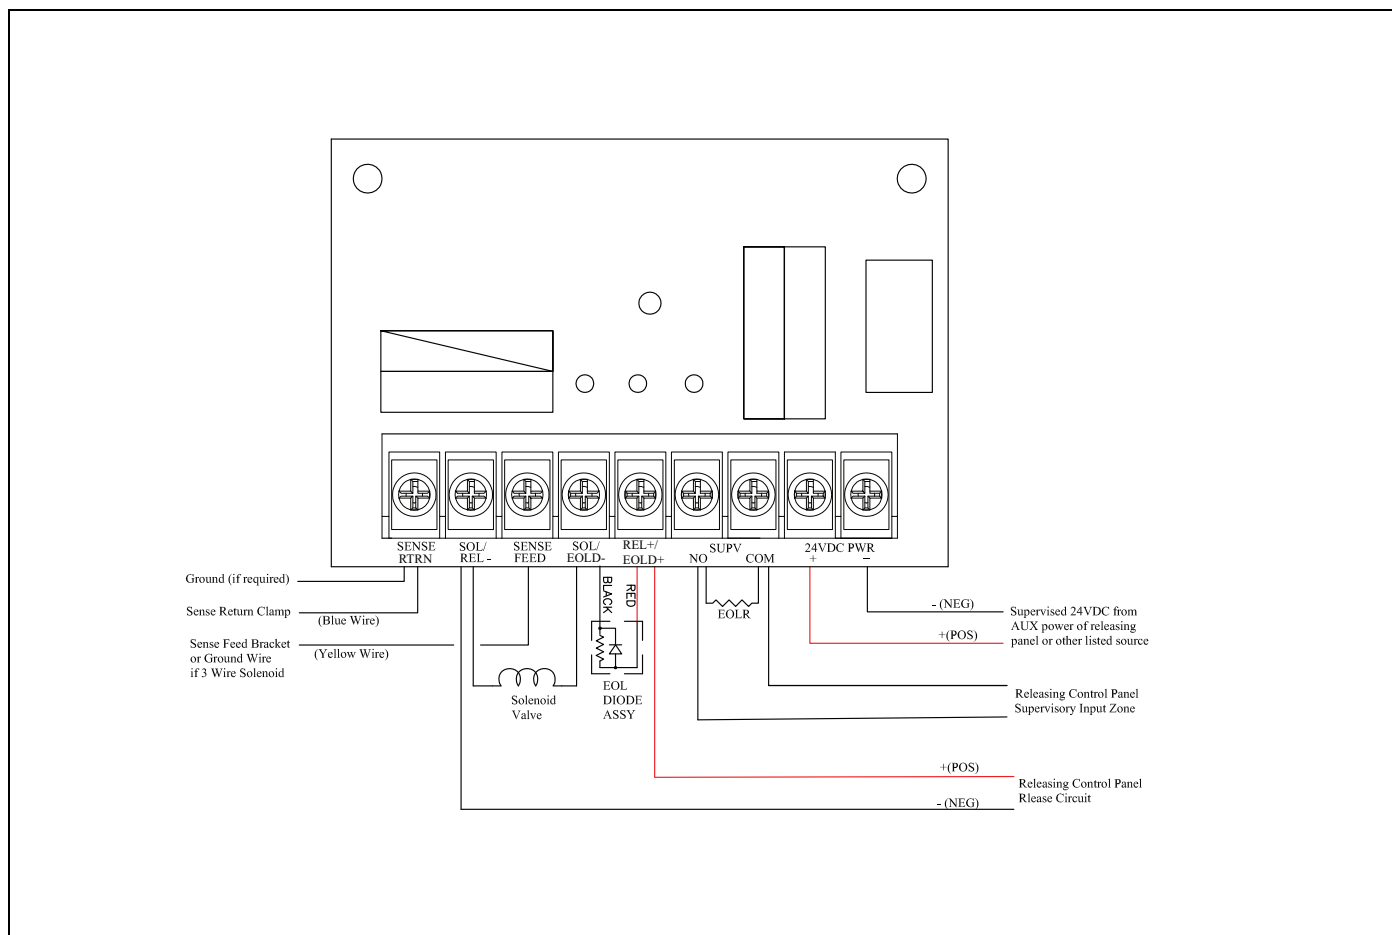 SENSE
RTRN
SOL/
REL -
SENSE
FEED
SOL/
EOLD-
REL+/
EOLD+
SUPV
NO
COM
24VDC PWR
+
−
Ground (if required)
Sense Return Clamp
(Blue Wire)
Sense Feed Bracket
or Ground Wire
if 3 Wire Solenoid
(Yellow Wire)
Solenoid
Valve
BLACK
RED
EOL
DIODE
ASSY
EOLR
- (NEG)
+(POS)
Supervised 24VDC from
AUX power of releasing
panel or other listed source
Releasing Control Panel
Supervisory Input Zone
+(POS)
- (NEG)
Releasing Control Panel
Rlease Circuit